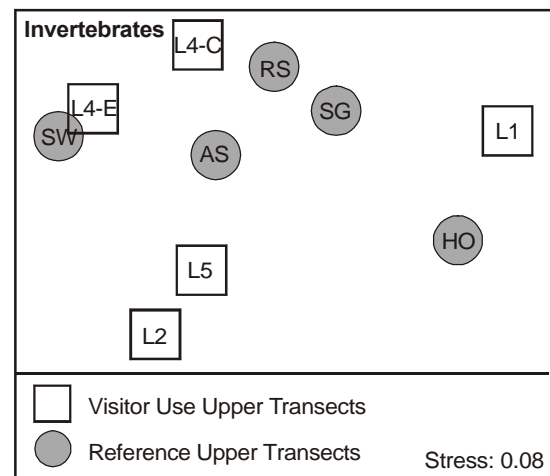 Invertebrates
L4-C
RS
L4-E
SG
SW
L1
AS
HO
L5
L2
Visitor Use Upper Transects
Reference Upper Transects
Stress: 0.08